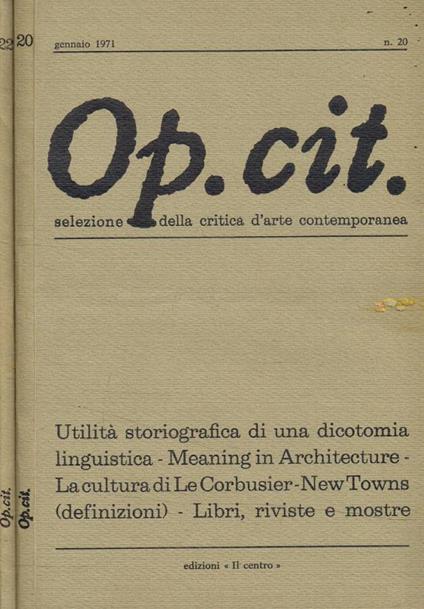 22
20
gennaio 1971 n. 20
Op. cit.
selezione della critica d'arte contemporanea
Utilità storiografica di una dicotomia
linguistica - Meaning in Architecture -
La cultura di Le Corbusier - New Towns
(definizioni) - Libri, riviste e mostre
edizioni « Il centro »
Op. cit.
Op. cit.